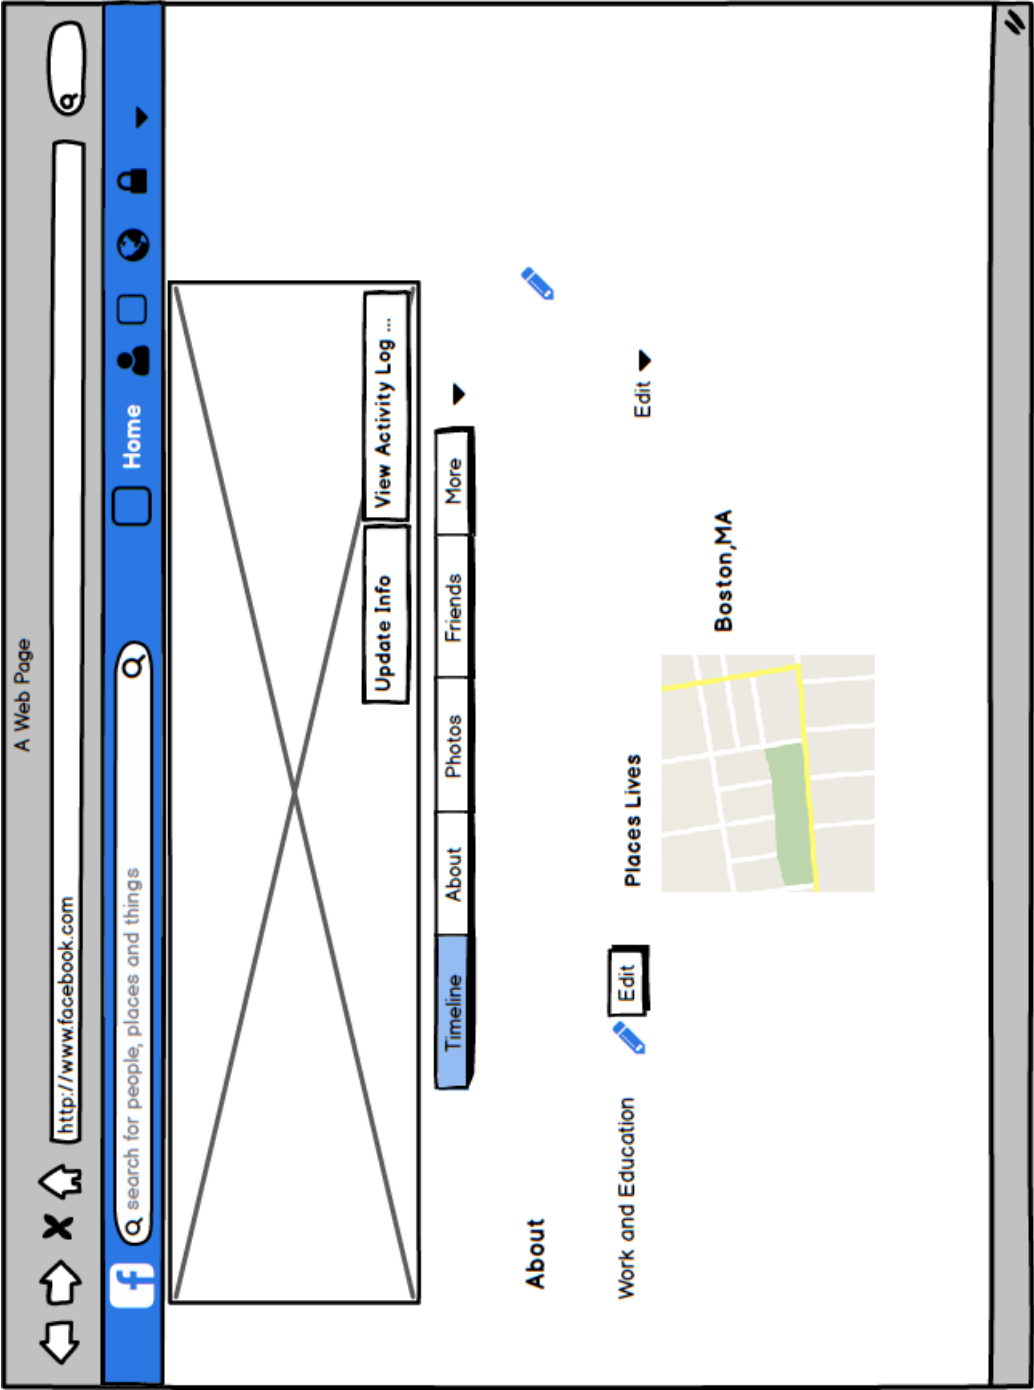 A Web Page
http://www.facebook.com
f search for people, places and things Home
Update Info View Activity Log ...
Timeline About Photos Friends More
About
Work and Education Edit Places Lives Edit
Boston,MA